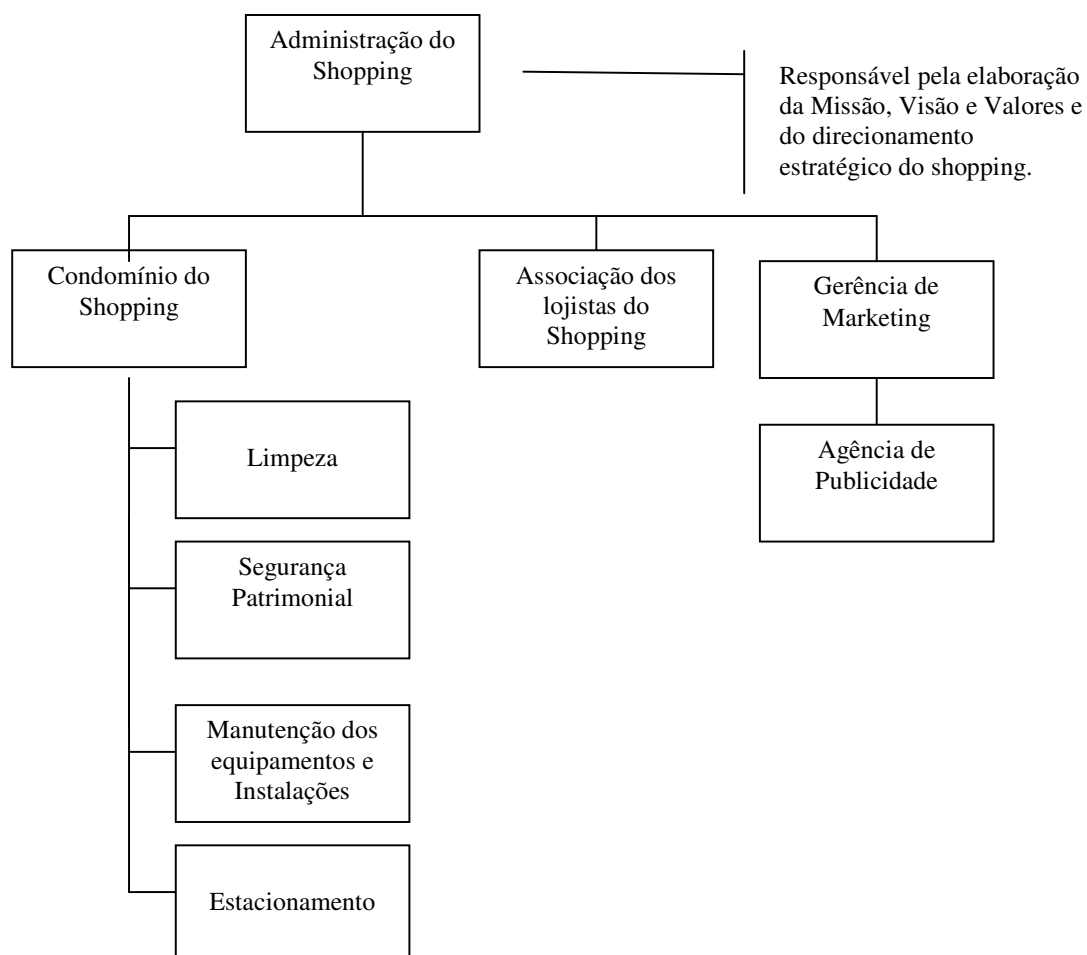 Administração do
Shopping
Responsável pela elaboração
da Missão, Visão e Valores e
do direcionamento
estratégico do shopping.
Condomínio do
Shopping
Associação dos
lojistas do
Shopping
Gerência de
Marketing
Limpeza
Agência de
Publicidade
Segurança
Patrimonial
Manutenção dos
equipamentos e
Instalações
Estacionamento